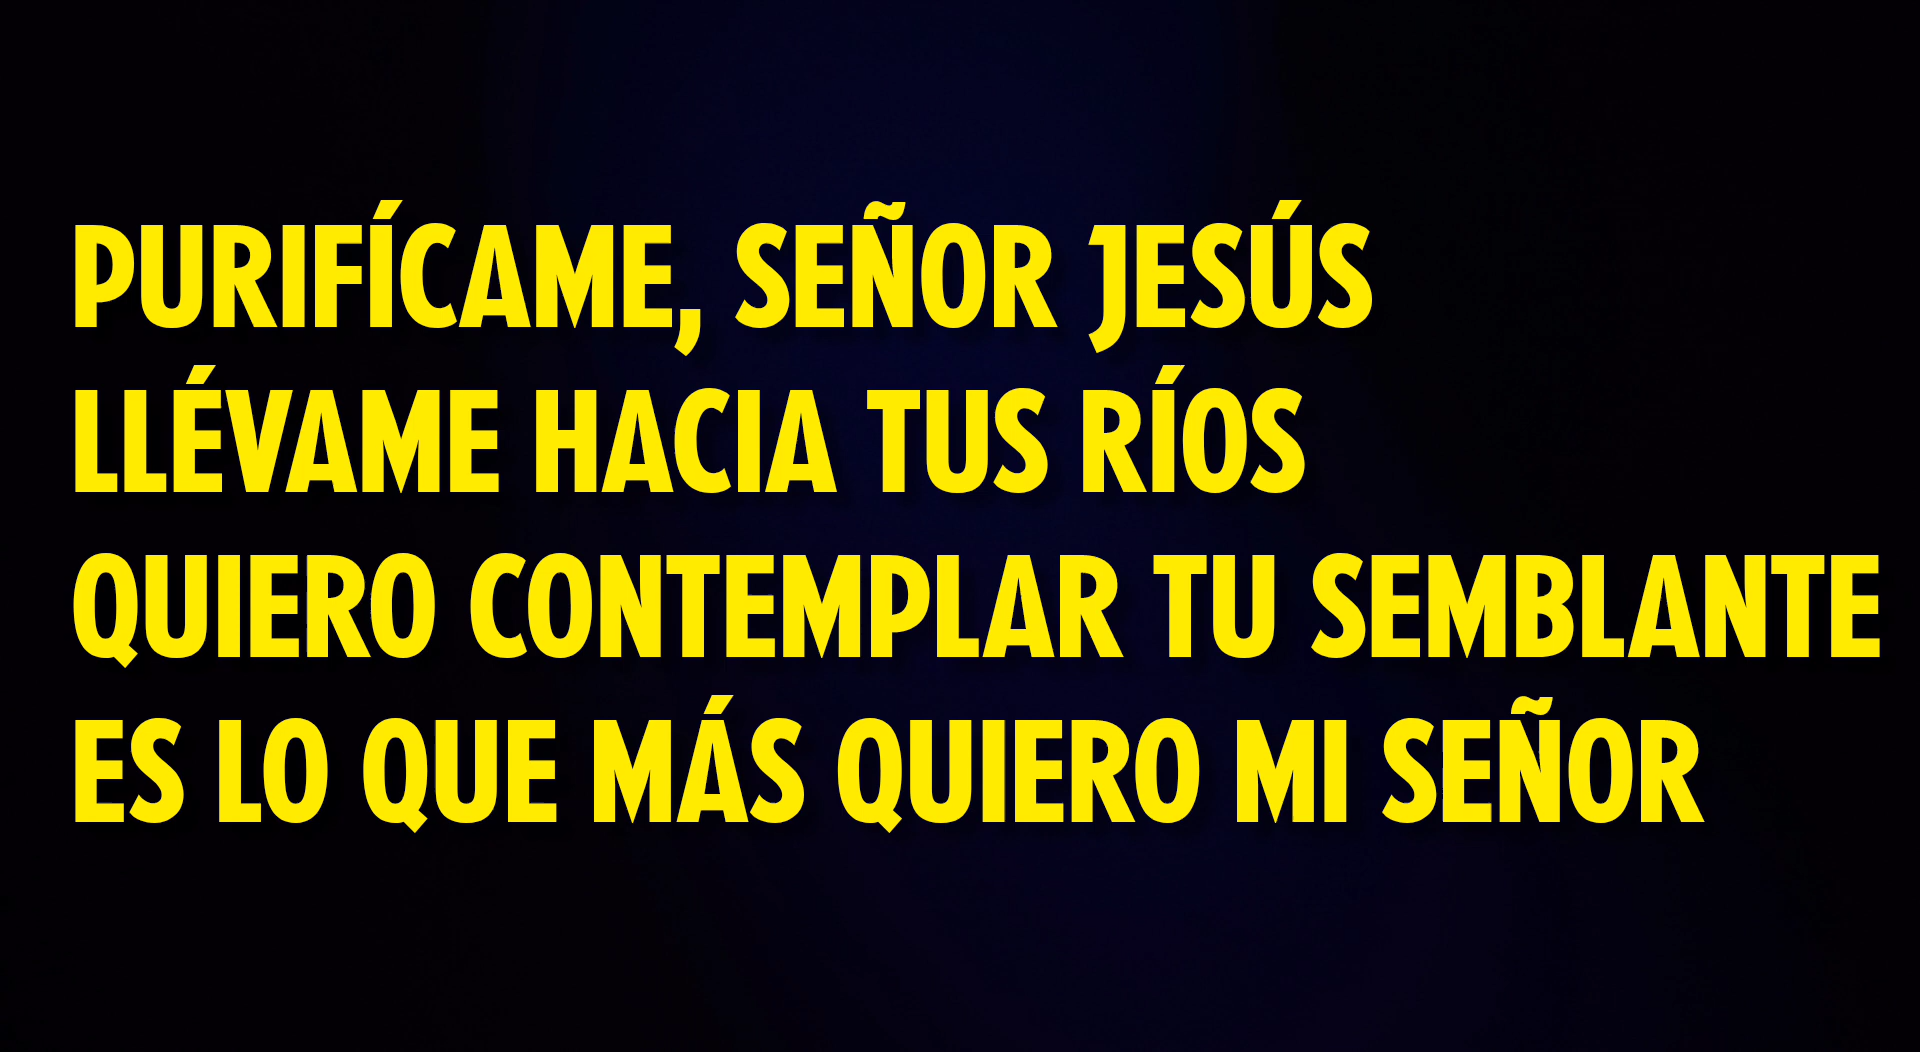 PURIFÍCAME, SEÑOR JESÚS
LLÉVAME HACIA TUS RÍOS
QUIERO CONTEMPLAR TU SEMBLANTE
ES LO QUE MÁS QUIERO MI SEÑOR